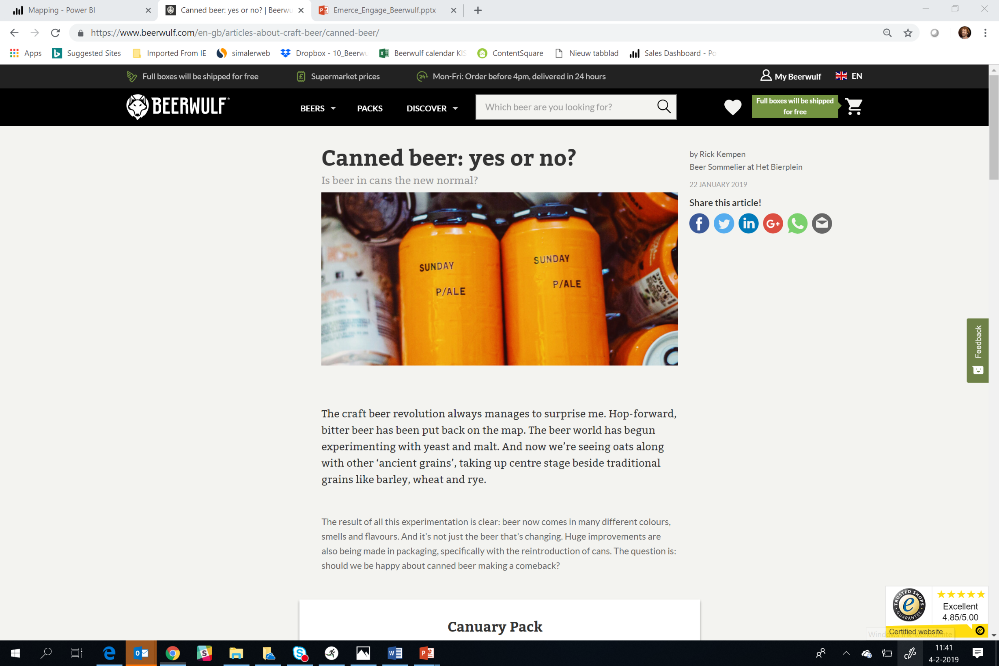 Mapping - Power BI
Canned beer: yes or no? | Beerwu
Emerce_Engage_Beerwulf.pptx
https://www.beerwulf.com/en-gb/articles-about-craft-beer/canned-beer/
Apps
Suggested Sites
Imported From IE
simalerweb
Dropbox - 10_Beerwu
Beerwulf calendar KIS
ContentSquare
Nieuw tabblad
Sales Dashboard - Po
Full boxes will be shipped for free
Supermarket prices
24
Mon-Fri: Order before 4pm, delivered in 24 hours
My Beerwulf
EN
BEERWULF
BEERS
PACKS
DISCOVER
Which beer are you looking for?
Full boxes will be shipped
for free
Canned beer: yes or no?
Is beer in cans the new normal?
by Rick Kempen
Beer Sommelier at Het Bierplein
22 JANUARY 2019
Share this article!
SUNDAY
P/ALE
SUNDAY
P/ALE
338ml
Feedback
The craft beer revolution always manages to surprise me. Hop-forward,
bitter beer has been put back on the map. The beer world has begun
experimenting with yeast and malt. And now we’re seeing oats along
with other ‘ancient grains’, taking up centre stage beside traditional
grains like barley, wheat and rye.
The result of all this experimentation is clear: beer now comes in many different colours,
smells and flavours. And it’s not just the beer that's changing. Huge improvements are
also being made in packaging, specifically with the reintroduction of cans. The question is:
should we be happy about canned beer making a comeback?
Canuary Pack
TRUSTED SHOPS
GUARANTEE
Excellent
4.85/5.00
Certified website
11:41
4-2-2019